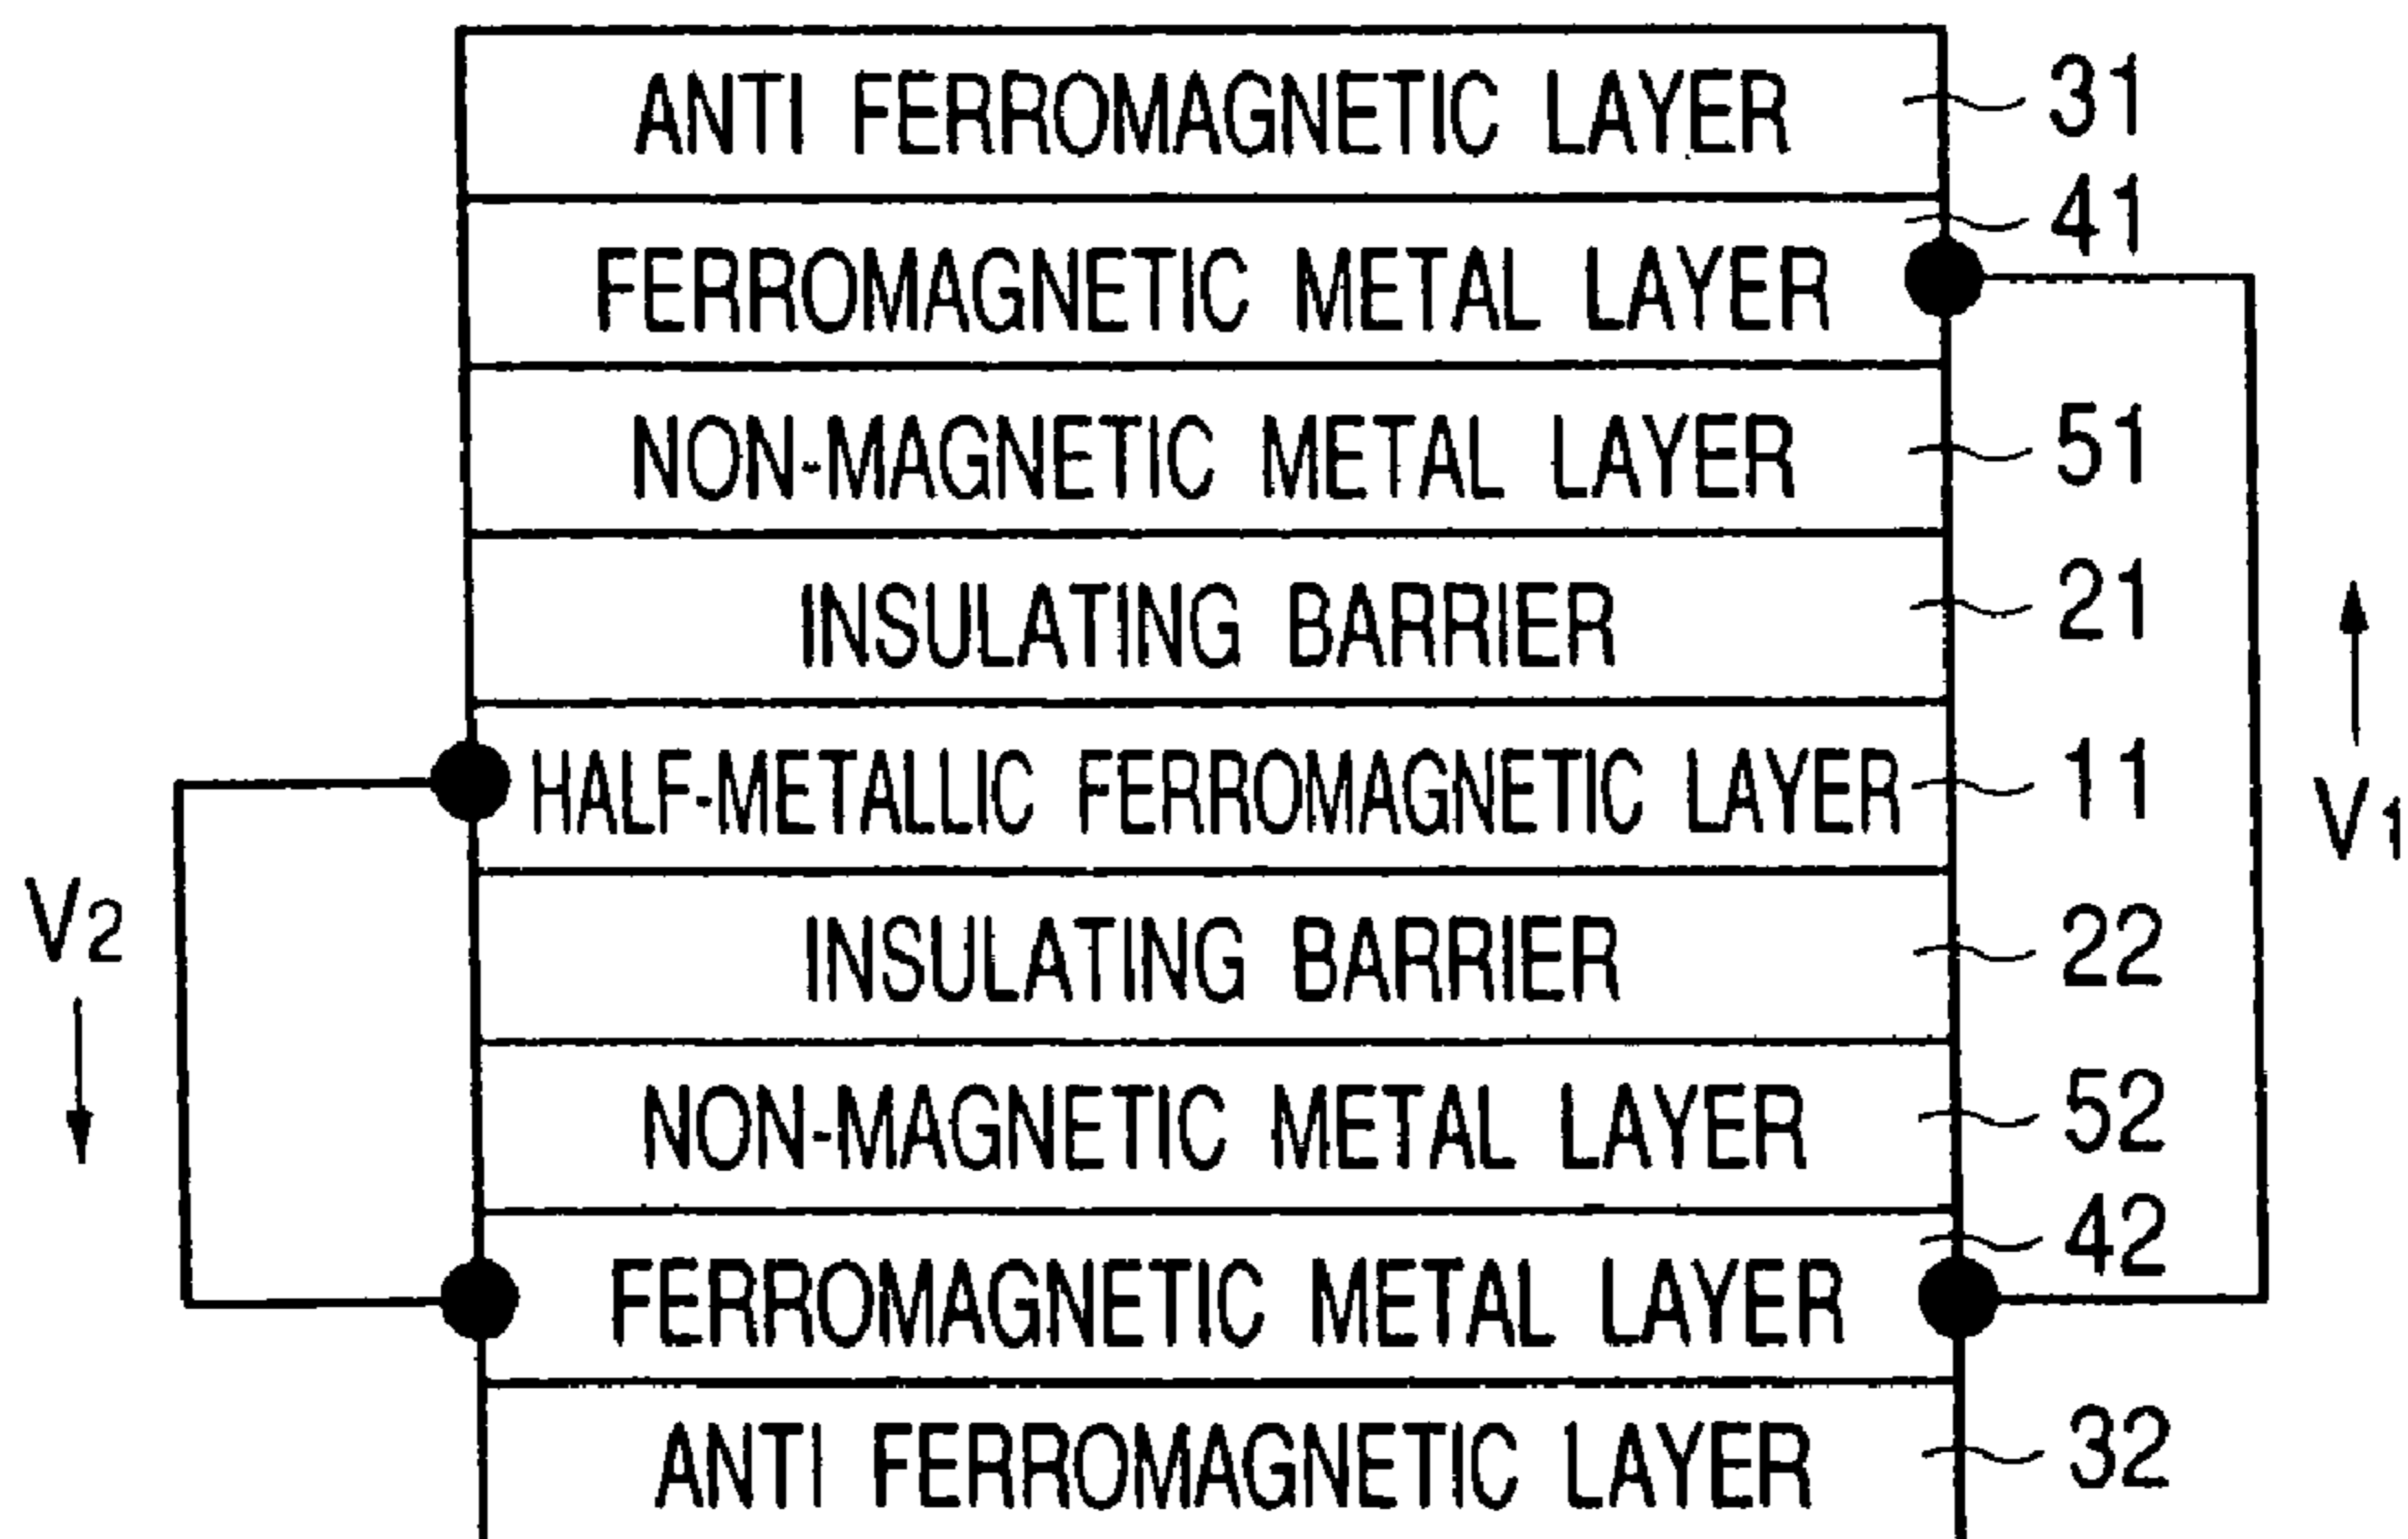 ANTI FERROMAGNETIC LAYER 31
41
FERROMAGNETIC METAL LAYER
NON-MAGNETIC METAL LAYER 51
INSULATING BARRIER 21
HALF-METALLIC FERROMAGNETIC LAYER 11
V1
V2
INSULATING BARRIER 22
NON-MAGNETIC METAL LAYER 52
42
FERROMAGNETIC METAL LAYER
ANTI FERROMAGNETIC LAYER 32